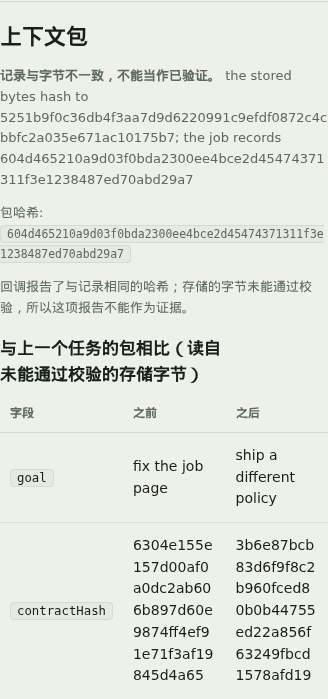 上下文包
记录与字节不一致，不能当作已验证。 the stored
bytes hash to
5251b9f0c36db4f3aa7d9d6220991c9efdf0872c4c
bbfc2a035e671ac10175b7; the job records
604d465210a9d03f0bda2300ee4bce2d45474371
311f3e1238487ed70abd29a7
包哈希:
604d465210a9d03f0bda2300ee4bce2d45474371311f3e
1238487ed70abd29a7
回调报告了与记录相同的哈希；存储的字节未能通过校
验，所以这项报告不能作为证据。
与上一个任务的包相比（读自
未能通过校验的存储字节）
字段 之前 之后
goal
fix the job
page
ship a
different
policy
contractHash
6304e155e
157d00af0
a0dc2ab60
6b897d60e
9874ff4ef9
1e71f3af19
845d4a65
3b6e87bcb
83d6f9f8c2
b960fced8
0b0b44755
ed22a856f
63249fbcd
1578afd19